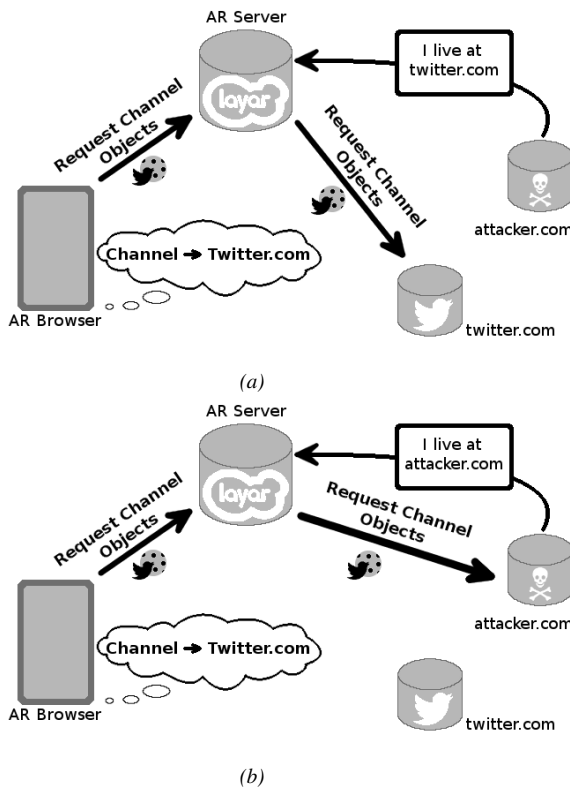 AR Server
I live at
twitter.com
Request Channel
Objects
layar
Request Channel
Objects
attacker.com
Channel → Twitter.com
AR Browser
twitter.com
(a)
AR Server
I live at
attacker.com
Request Channel
Objects
layar
Request Channel
Objects
attacker.com
Channel → Twitter.com
AR Browser
twitter.com
(b)